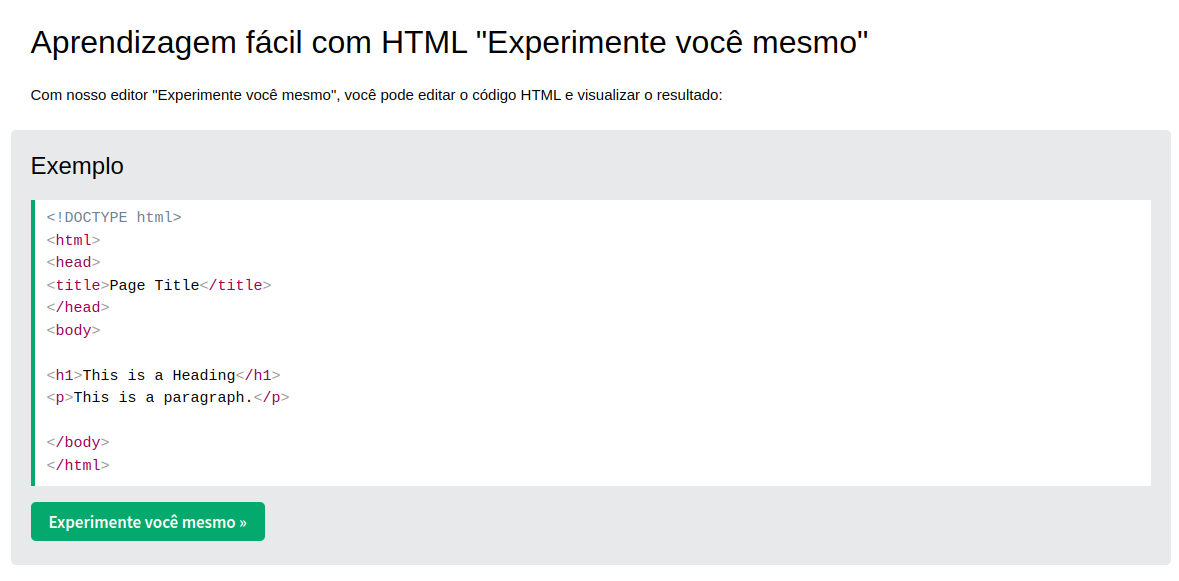 Aprendizagem fácil com HTML "Experimente você mesmo"
Com nosso editor "Experimente você mesmo", você pode editar o código HTML e visualizar o resultado:
Exemplo
<!DOCTYPE html>
<html>
<head>
<title>Page Title</title>
</head>
<body>
<h1>This is a Heading</h1>
<p>This is a paragraph.</p>
</body>
</html>
Experimente você mesmo »